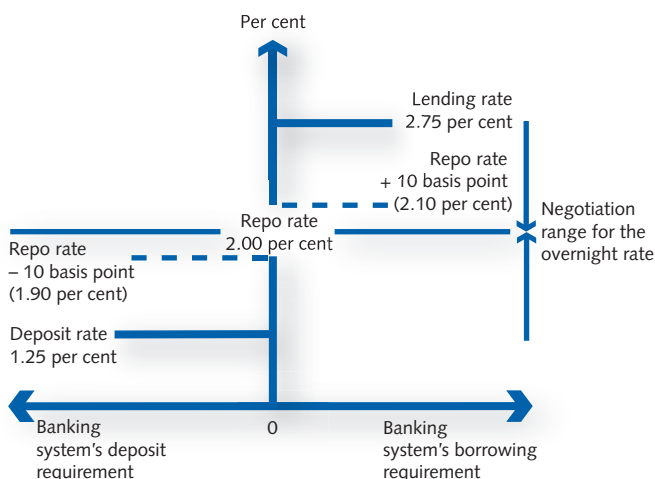 Per cent
Lending rate
2.75 per cent
Repo rate
+ 10 basis point
(2.10 per cent)
Negotiation
range for the
overnight rate
Repo rate
2.00 per cent
Repo rate
– 10 basis point
(1.90 per cent)
Deposit rate
1.25 per cent
Banking
system’s deposit
requirement
0
Banking
system’s borrowing
requirement